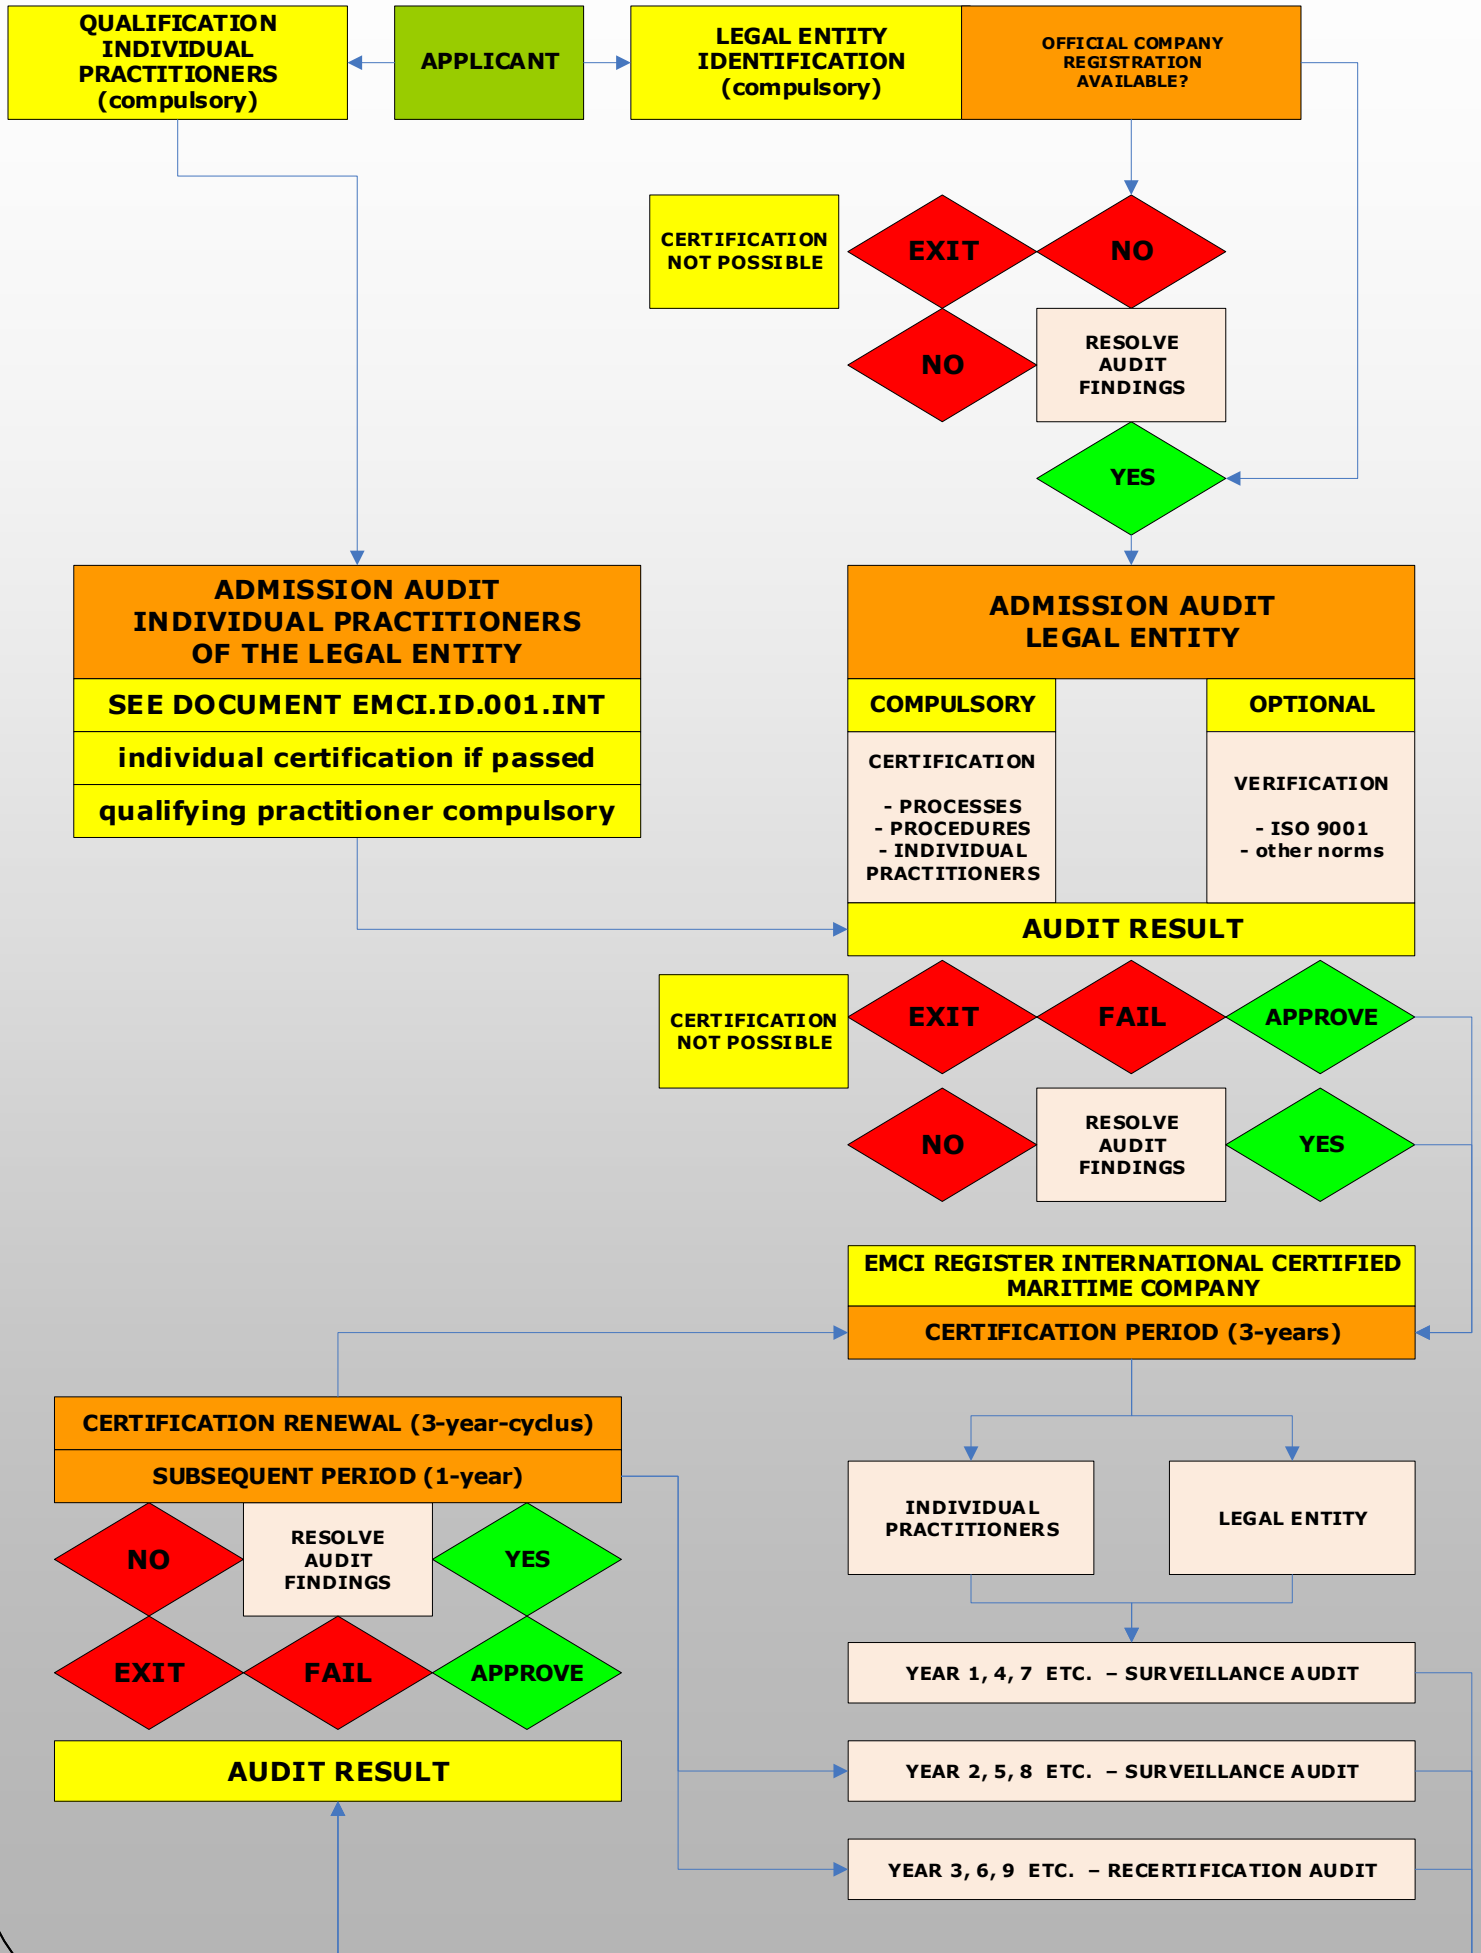 QUALIFICATION
INDIVIDUAL
PRACTITIONERS
(compulsory)
APPLICANT
LEGAL ENTITY
IDENTIFICATION
(compulsory)
OFFICIAL COMPANY
REGISTRATION
AVAILABLE?
CERTIFICATION
NOT POSSIBLE
EXIT
NO
NO
RESOLVE
AUDIT
FINDINGS
YES
ADMISSION AUDIT
INDIVIDUAL PRACTITIONERS
OF THE LEGAL ENTITY
SEE DOCUMENT EMCI.ID.001.INT
individual certification if passed
qualifying practitioner compulsory
ADMISSION AUDIT
LEGAL ENTITY
COMPULSORY
CERTIFICATION
- PROCESSES
- PROCEDURES
- INDIVIDUAL
PRACTITIONERS
OPTIONAL
VERIFICATION
- ISO 9001
- other norms
AUDIT RESULT
CERTIFICATION
NOT POSSIBLE
EXIT
FAIL
APPROVE
NO
RESOLVE
AUDIT
FINDINGS
YES
EMCI REGISTER INTERNATIONAL CERTIFIED
MARITIME COMPANY
CERTIFICATION PERIOD (3-years)
CERTIFICATION RENEWAL (3-year-cyclus)
SUBSEQUENT PERIOD (1-year)
NO
RESOLVE
AUDIT
FINDINGS
YES
EXIT
FAIL
APPROVE
AUDIT RESULT
INDIVIDUAL
PRACTITIONERS
LEGAL ENTITY
YEAR 1, 4, 7 ETC. – SURVEILLANCE AUDIT
YEAR 2, 5, 8 ETC. – SURVEILLANCE AUDIT
YEAR 3, 6, 9 ETC. – RECERTIFICATION AUDIT